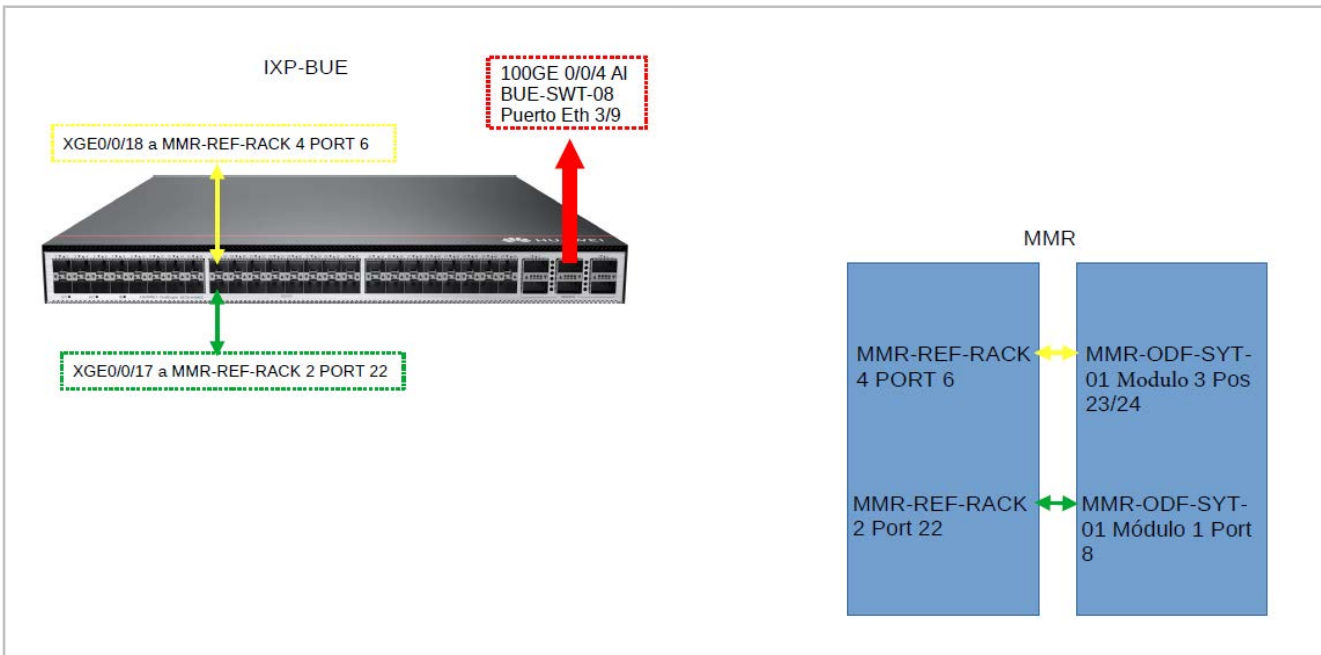 IXP-BUE
100GE 0/0/4 Al
BUE-SWT-08
Puerto Eth 3/9
XGE0/0/18 a MMR-REF-RACK 4 PORT 6
HUAWEI
XGE0/0/17 a MMR-REF-RACK 2 PORT 22
MMR
MMR-REF-RACK
4 PORT 6
MMR-ODF-SYT-
01 Modulo 3 Pos
23/24
MMR-REF-RACK
2 Port 22
MMR-ODF-SYT-
01 Módulo 1 Port
8